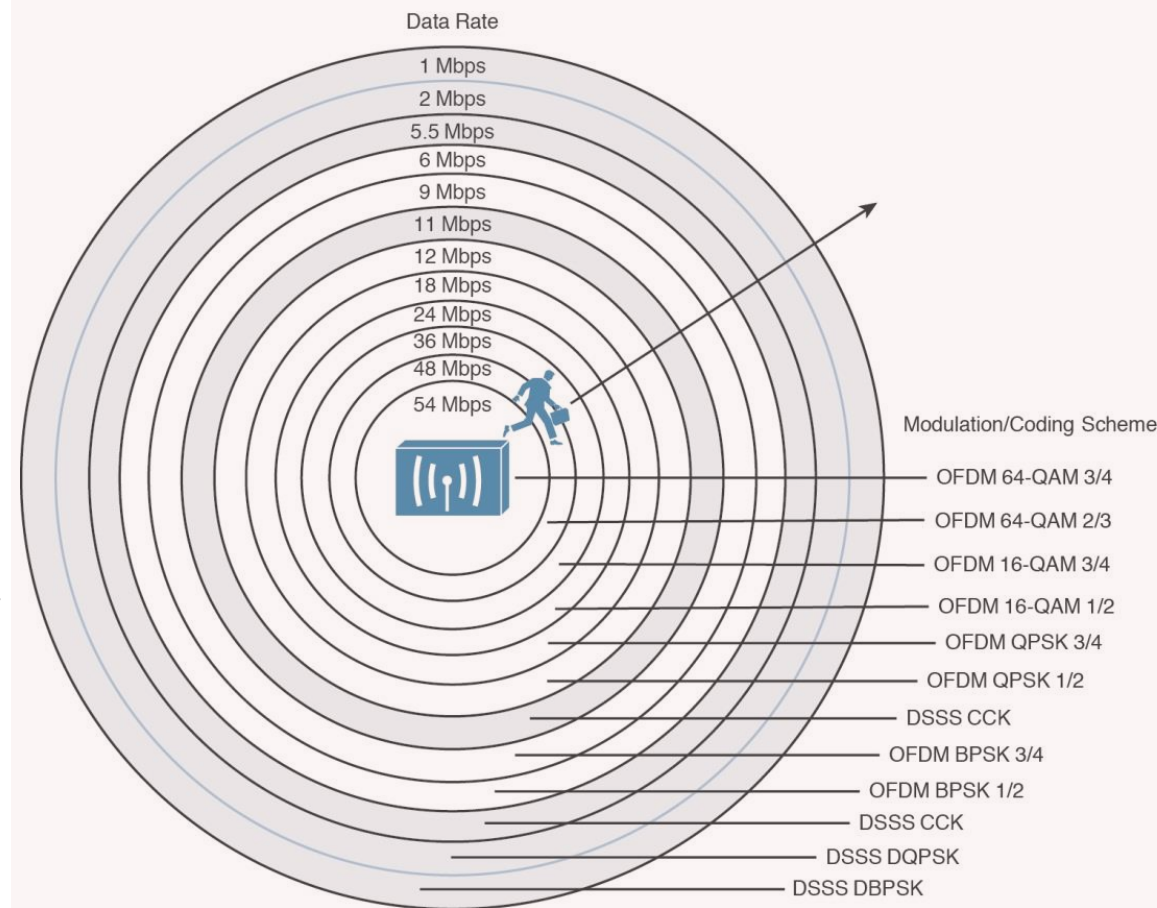 Data Rate
1 Mbps
2 Mbps
5.5 Mbps
6 Mbps
9 Mbps
11 Mbps
12 Mbps
18 Mbps
24 Mbps
36 Mbps
48 Mbps
54 Mbps
Modulation/Coding Scheme
OFDM 64-QAM 3/4
OFDM 64-QAM 2/3
OFDM 16-QAM 3/4
OFDM 16-QAM 1/2
OFDM QPSK 3/4
OFDM QPSK 1/2
DSSS CCK
OFDM BPSK 3/4
OFDM BPSK 1/2
DSSS CCK
DSSS DQPSK
DSSS DBPSK